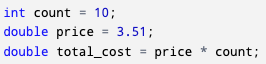 int count = 10;
double price = 3.51;
double total_cost = price * count;